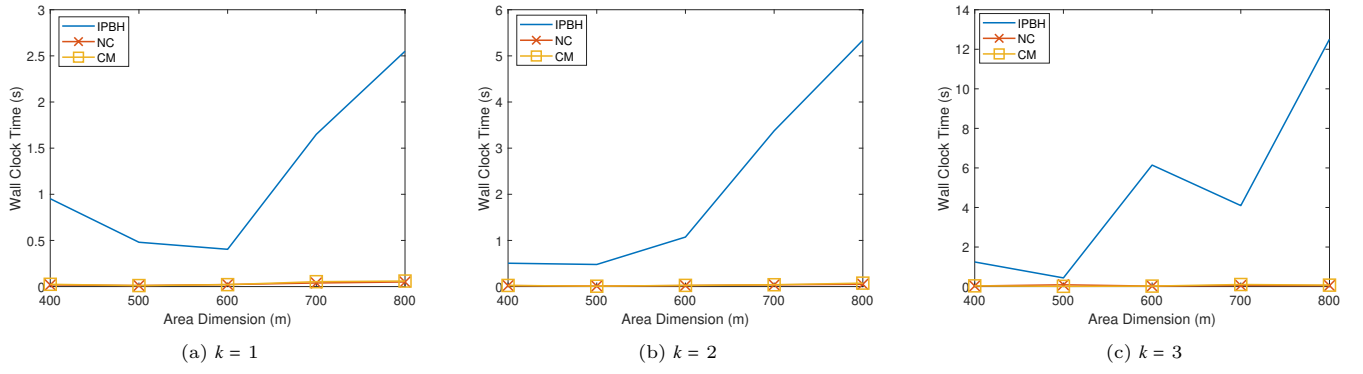 3
2.5
2
1.5
1
0.5
0
Wall Clock Time (s)
IPBH
NC
CM
400 500 600 700 800
Area Dimension (m)
(a) k = 1
6
5
4
3
2
1
0
Wall Clock Time (s)
IPBH
NC
CM
400 500 600 700 800
Area Dimension (m)
(b) k = 2
14
12
10
8
6
4
2
0
Wall Clock Time (s)
IPBH
NC
CM
400 500 600 700 800
Area Dimension (m)
(c) k = 3